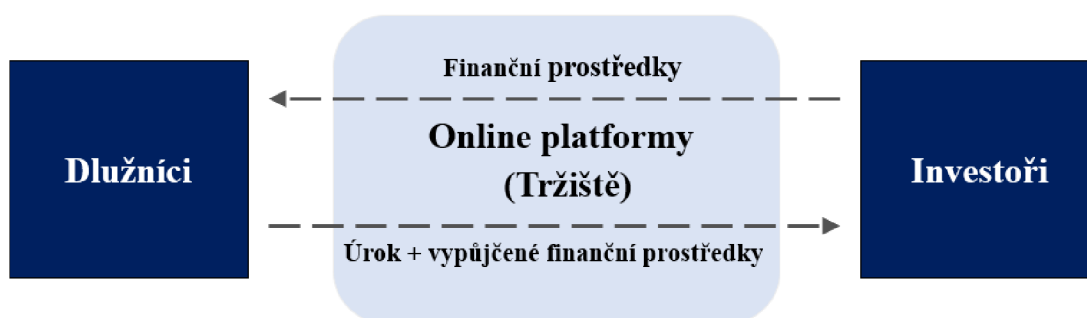 Finanční prostředky
Dlužníci
Online platformy
(Tržiště)
Investoři
Úrok + vypůjčené finanční prostředky